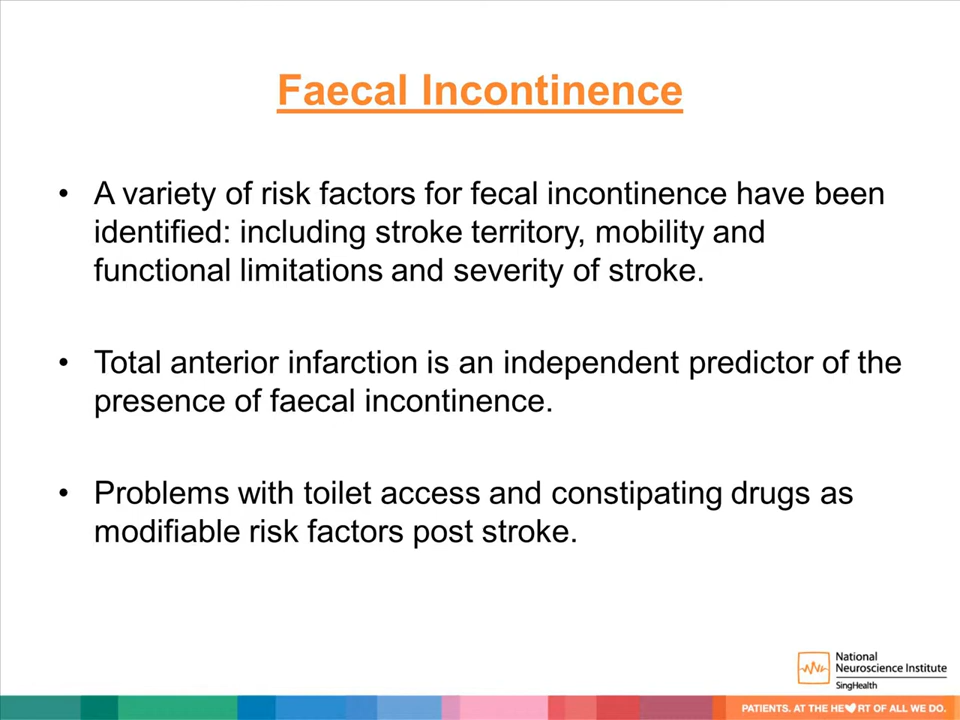 Faecal Incontinence
• A variety of risk factors for fecal incontinence have been
identified: including stroke territory, mobility and
functional limitations and severity of stroke.
• Total anterior infarction is an independent predictor of the
presence of faecal incontinence.
• Problems with toilet access and constipating drugs as
modifiable risk factors post stroke.
National
Neuroscience Institute
SingHealth
PATIENTS. AT THE HE♥RT OF ALL WE DO.